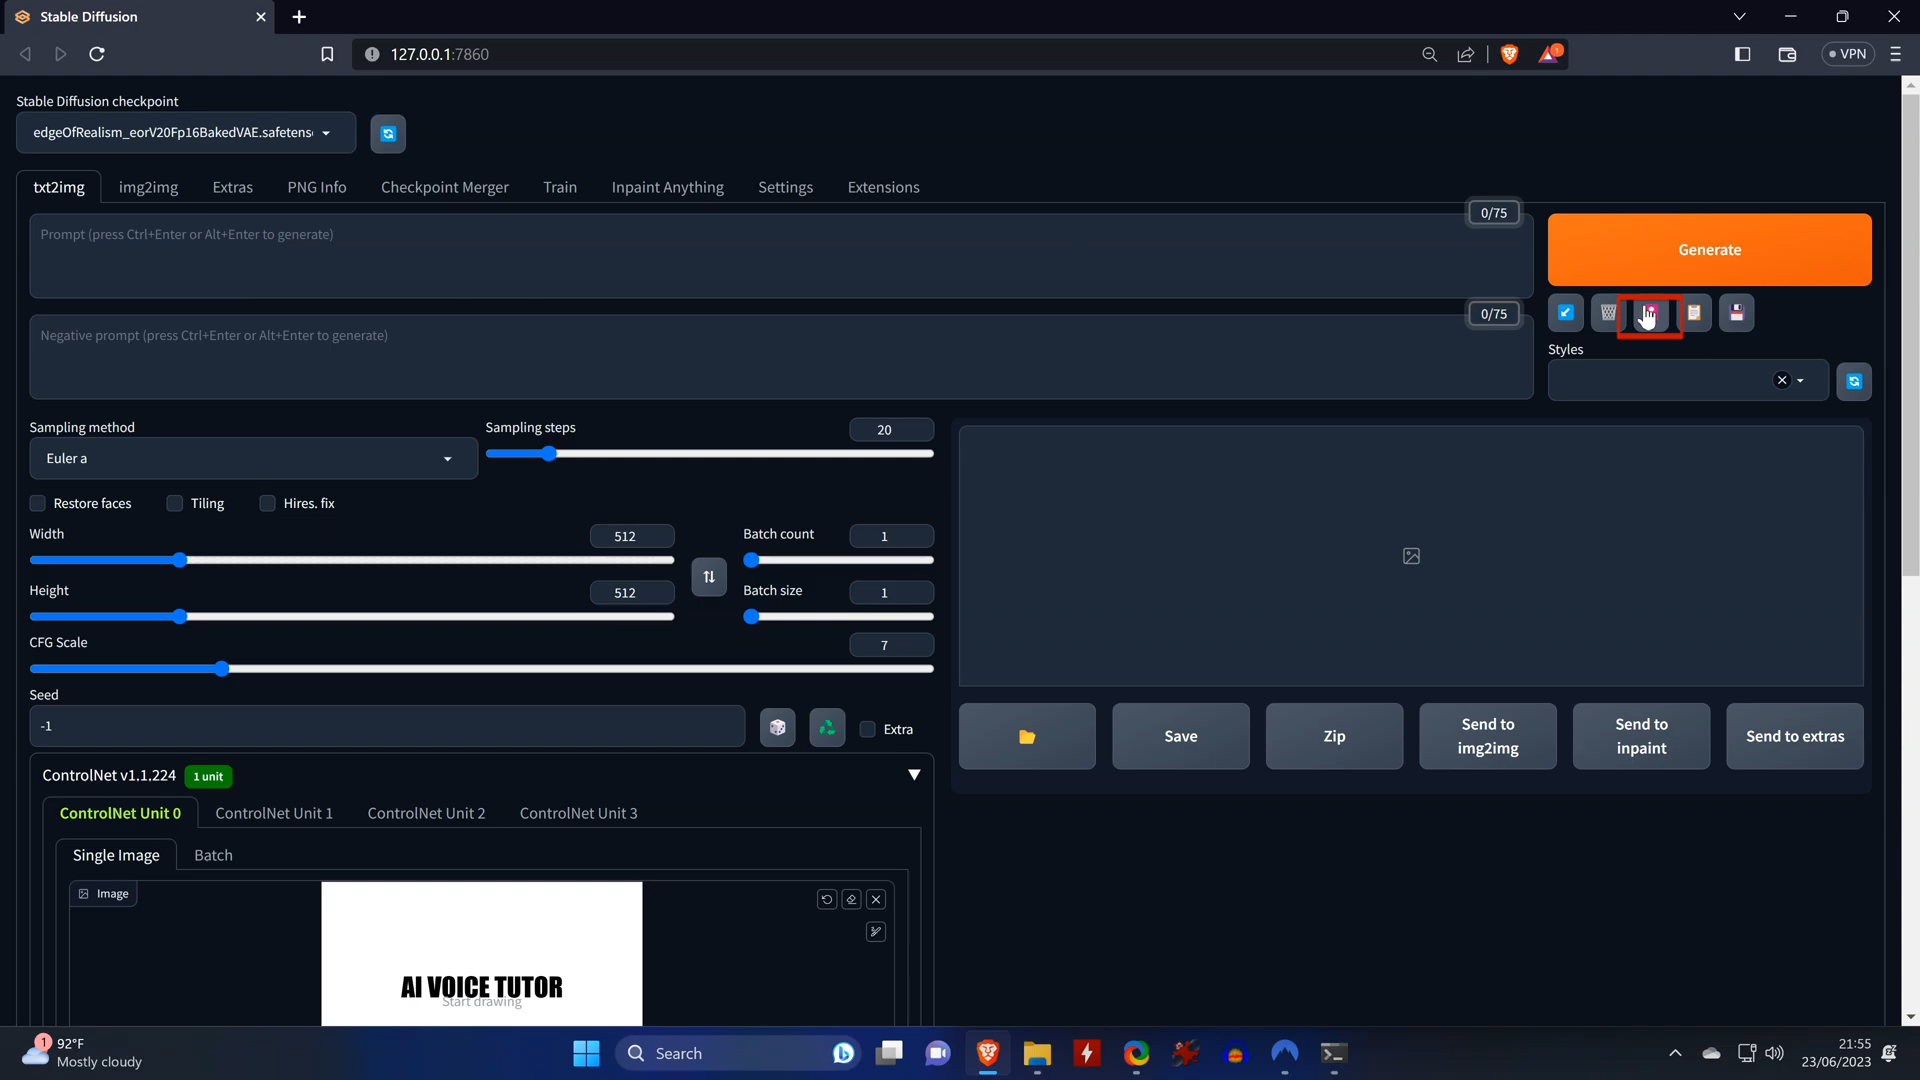 Stable Diffusion
127.0.0.1:7860
1
VPN
Stable Diffusion checkpoint
edgeOfRealism_eorV20Fp16BakedVAE.safetens
txt2img img2img Extras PNG Info Checkpoint Merger Train Inpaint Anything Settings Extensions
0/75
Prompt (press Ctrl+Enter or Alt+Enter to generate)
Generate
0/75
Negative prompt (press Ctrl+Enter or Alt+Enter to generate)
Styles
Sampling method
Euler a
Sampling steps
20
Restore faces Tiling Hires. fix
Width
512
Batch count
1
Height
512
Batch size
1
CFG Scale
7
Seed
-1
Extra
Save
Zip
Send to
img2img
Send to
inpaint
Send to extras
ControlNet v1.1.224 1 unit
ControlNet Unit 0 ControlNet Unit 1 ControlNet Unit 2 ControlNet Unit 3
Single Image Batch
Image
AI VOICE TUTOR
Start drawing
1
92°F
Mostly cloudy
Search
21:55
23/06/2023